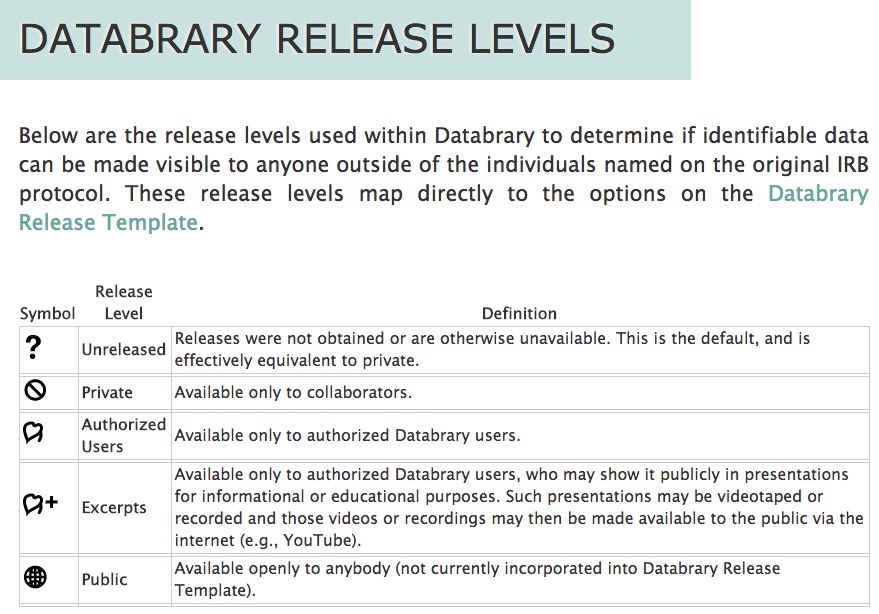 DATABRARY RELEASE LEVELS
Below are the release levels used within Databrary to determine if identifiable data
can be made visible to anyone outside of the individuals named on the original IRB
protocol. These release levels map directly to the options on the Databrary
Release Template.
Symbol Release Level Definition
? Unreleased Releases were not obtained or are otherwise unavailable. This is the default, and is
effectively equivalent to private.
Private Available only to collaborators.
Authorized Users Available only to authorized Databrary users.
+ Excerpts Available only to authorized Databrary users, who may show it publicly in presentations
for informational or educational purposes. Such presentations may be videotaped or
recorded and those videos or recordings may then be made available to the public via the
internet (e.g., YouTube).
Public Available openly to anybody (not currently incorporated into Databrary Release
Template).